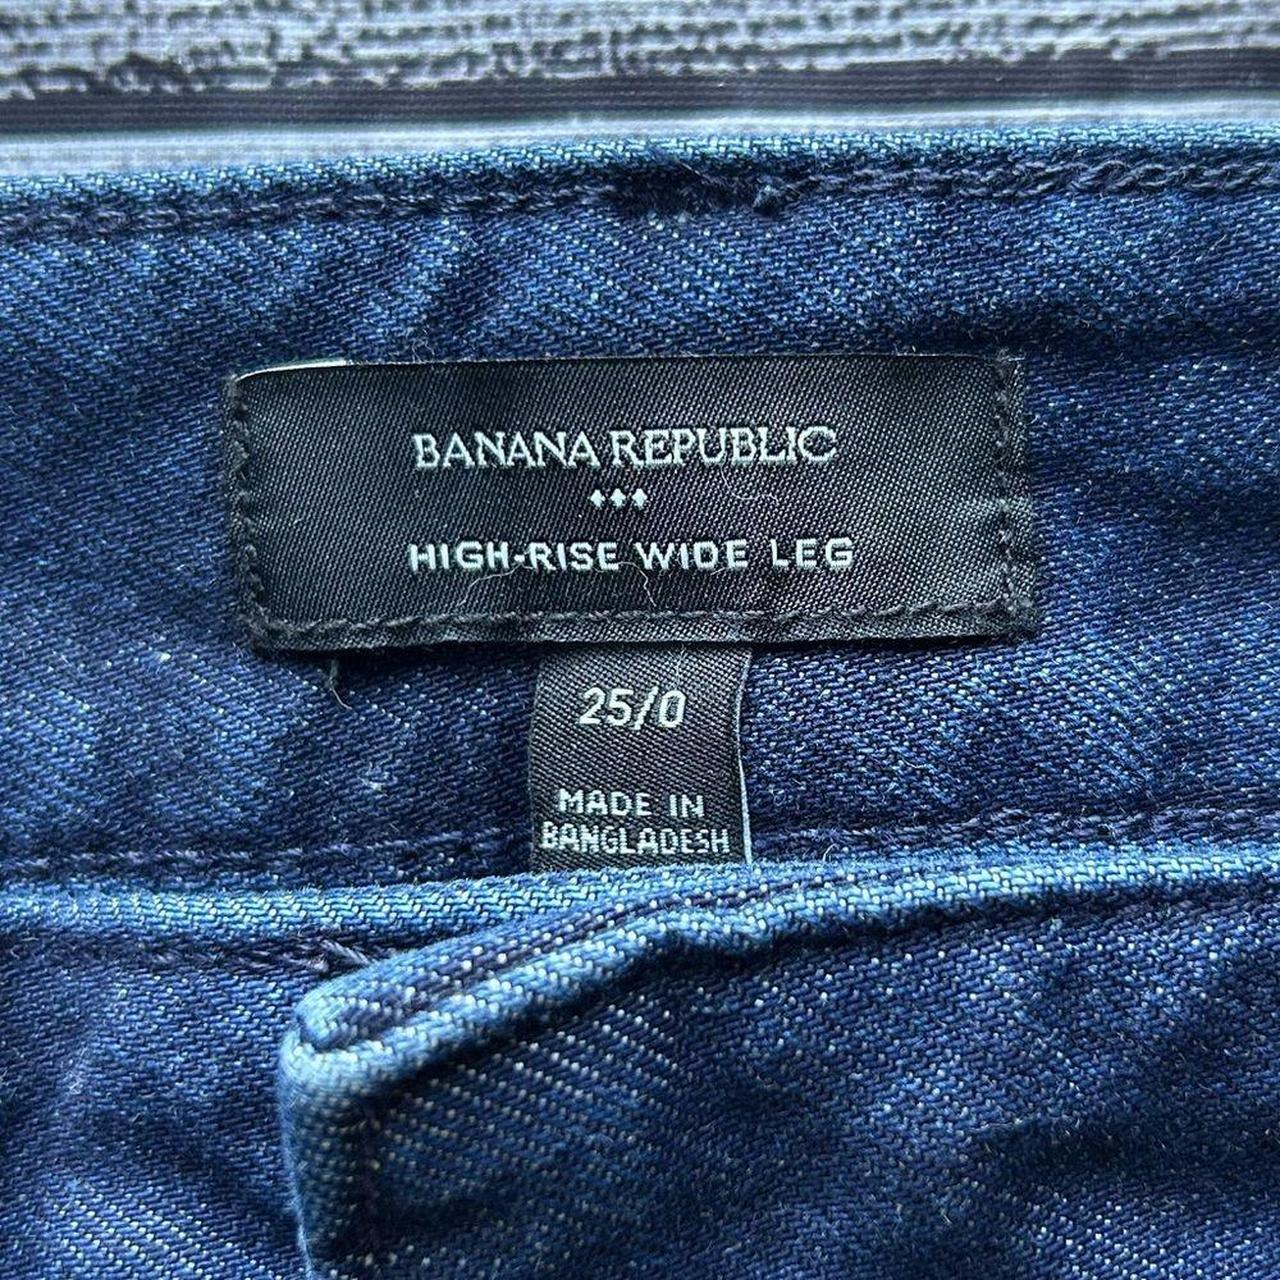 BANANA REPUBLIC
HIGH-RISE WIDE LEG
25/0
MADE IN
BANGLADESH